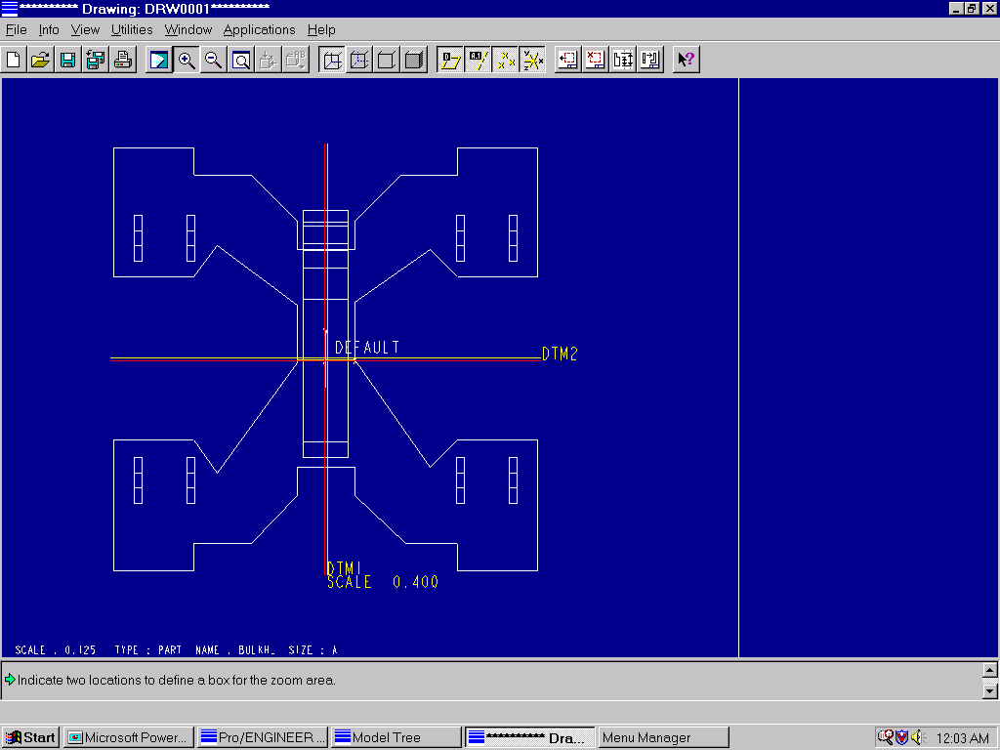 ********** Drawing: DRW0001**********
File Info View Utilities Window Applications Help
DEFAULT
DTM2
DTM1
SCALE 0.400
SCALE . 0.125 TYPE : PART NAME . BULKH_ SIZE : A
Indicate two locations to define a box for the zoom area.
Start Microsoft Power... Pro/ENGINEER ... Model Tree ********** Dra... Menu Manager 12:03 AM